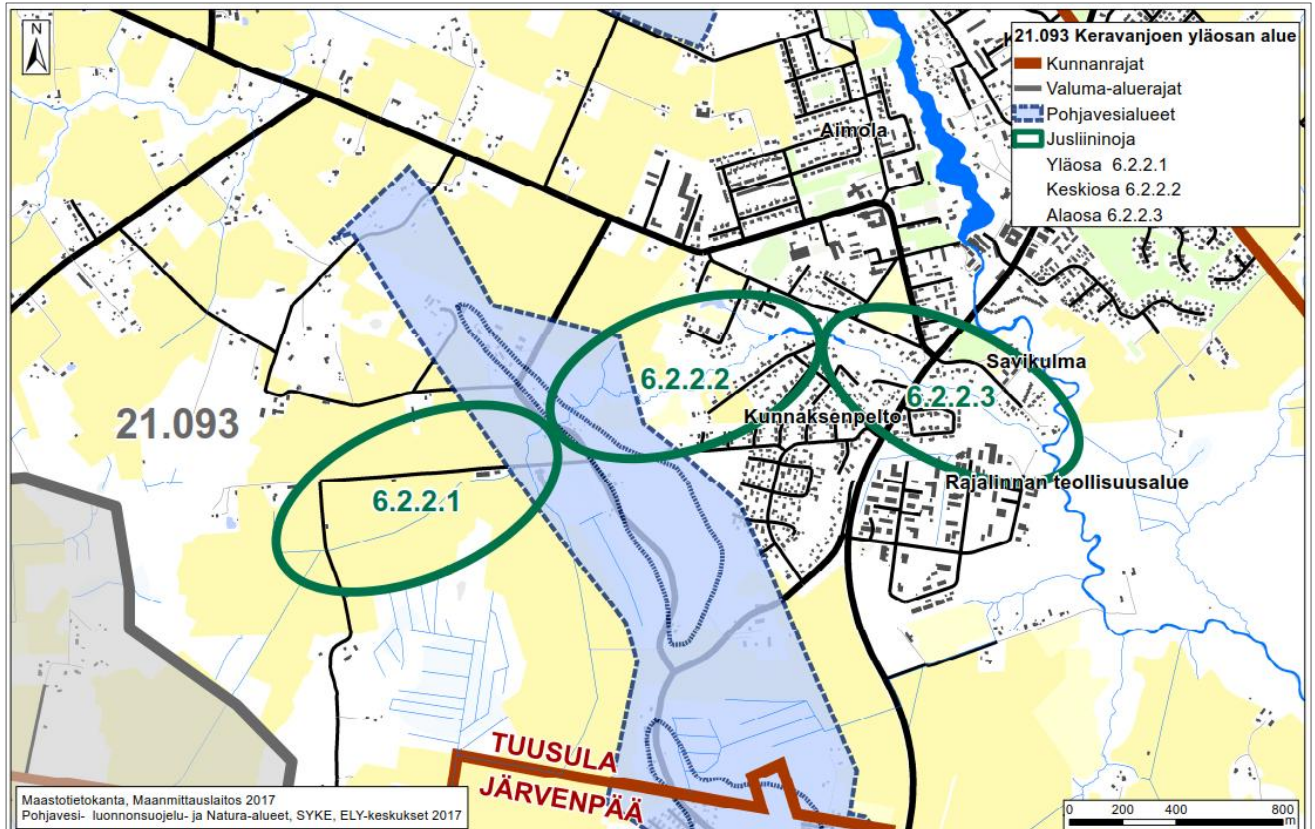 N
21.093 Keravanjoen yläosan alue
Kunnanrajat
Valuma-aluerajat
Pohjavesialueet
Jusliininoja
Yläosa 6.2.2.1
Keskiosa 6.2.2.2
Alaosa 6.2.2.3
Aimola
Savikulma
6.2.2.2
6.2.2.3
Kunnaksenpelto
21.093
Rajalinnan teollisuusalue
6.2.2.1
TUUSULA
JÄRVENPÄÄ
Maastotietokanta, Maanmittauslaitos 2017
Pohjavesi- luonnonsuojelu- ja Natura-alueet, SYKE, ELY-keskukset 2017
0 200 400 800
m